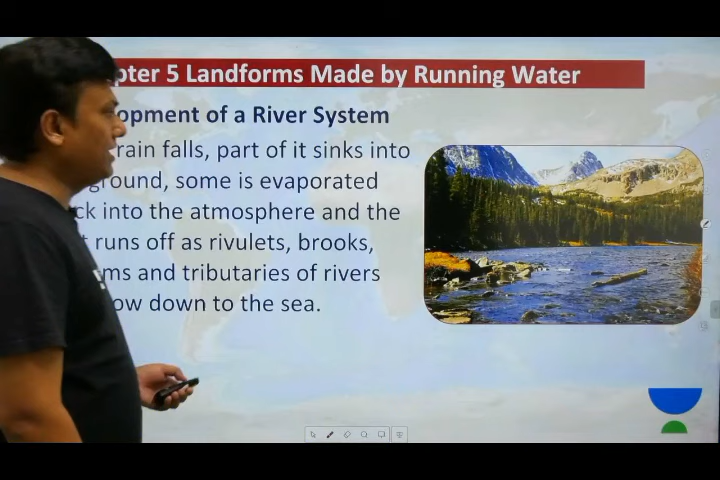 pter 5 Landforms Made by Running Water
opment of a River System
rain falls, part of it sinks into
ground, some is evaporated
ck into the atmosphere and the
t runs off as rivulets, brooks,
ms and tributaries of rivers
ow down to the sea.